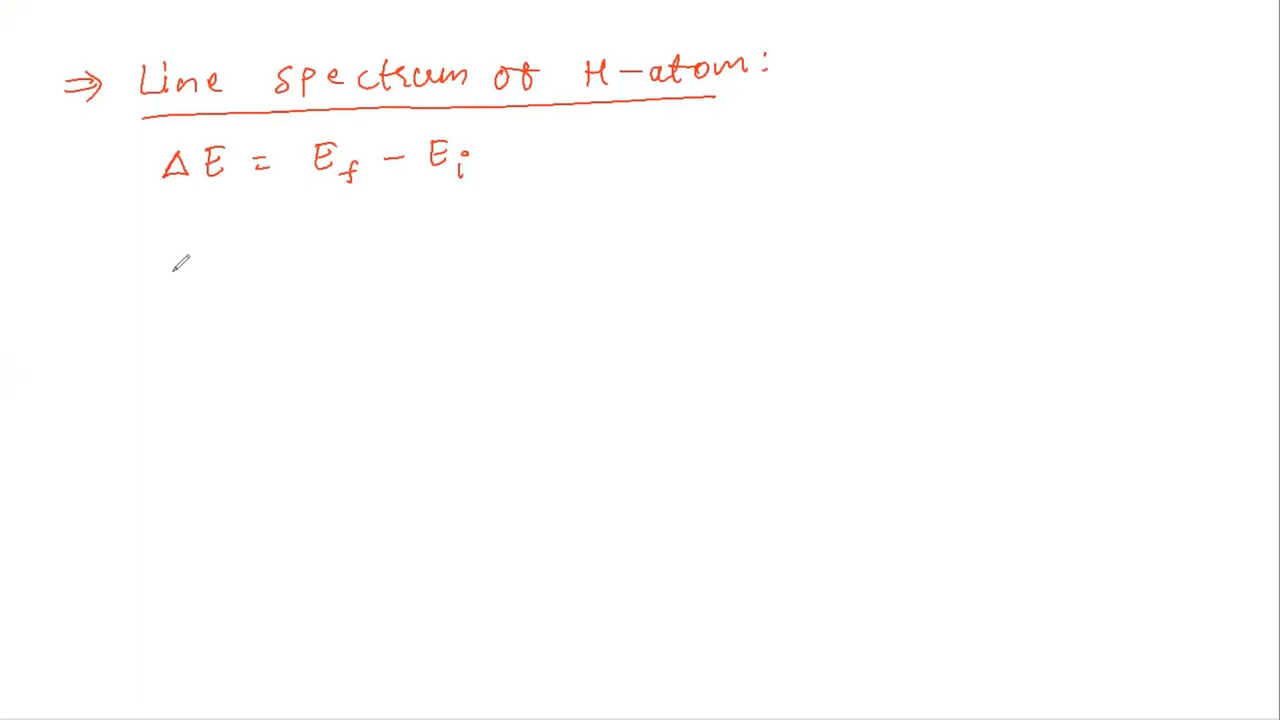 ⇒ Line spectrum of H-atom:
ΔE = E_f - E_i